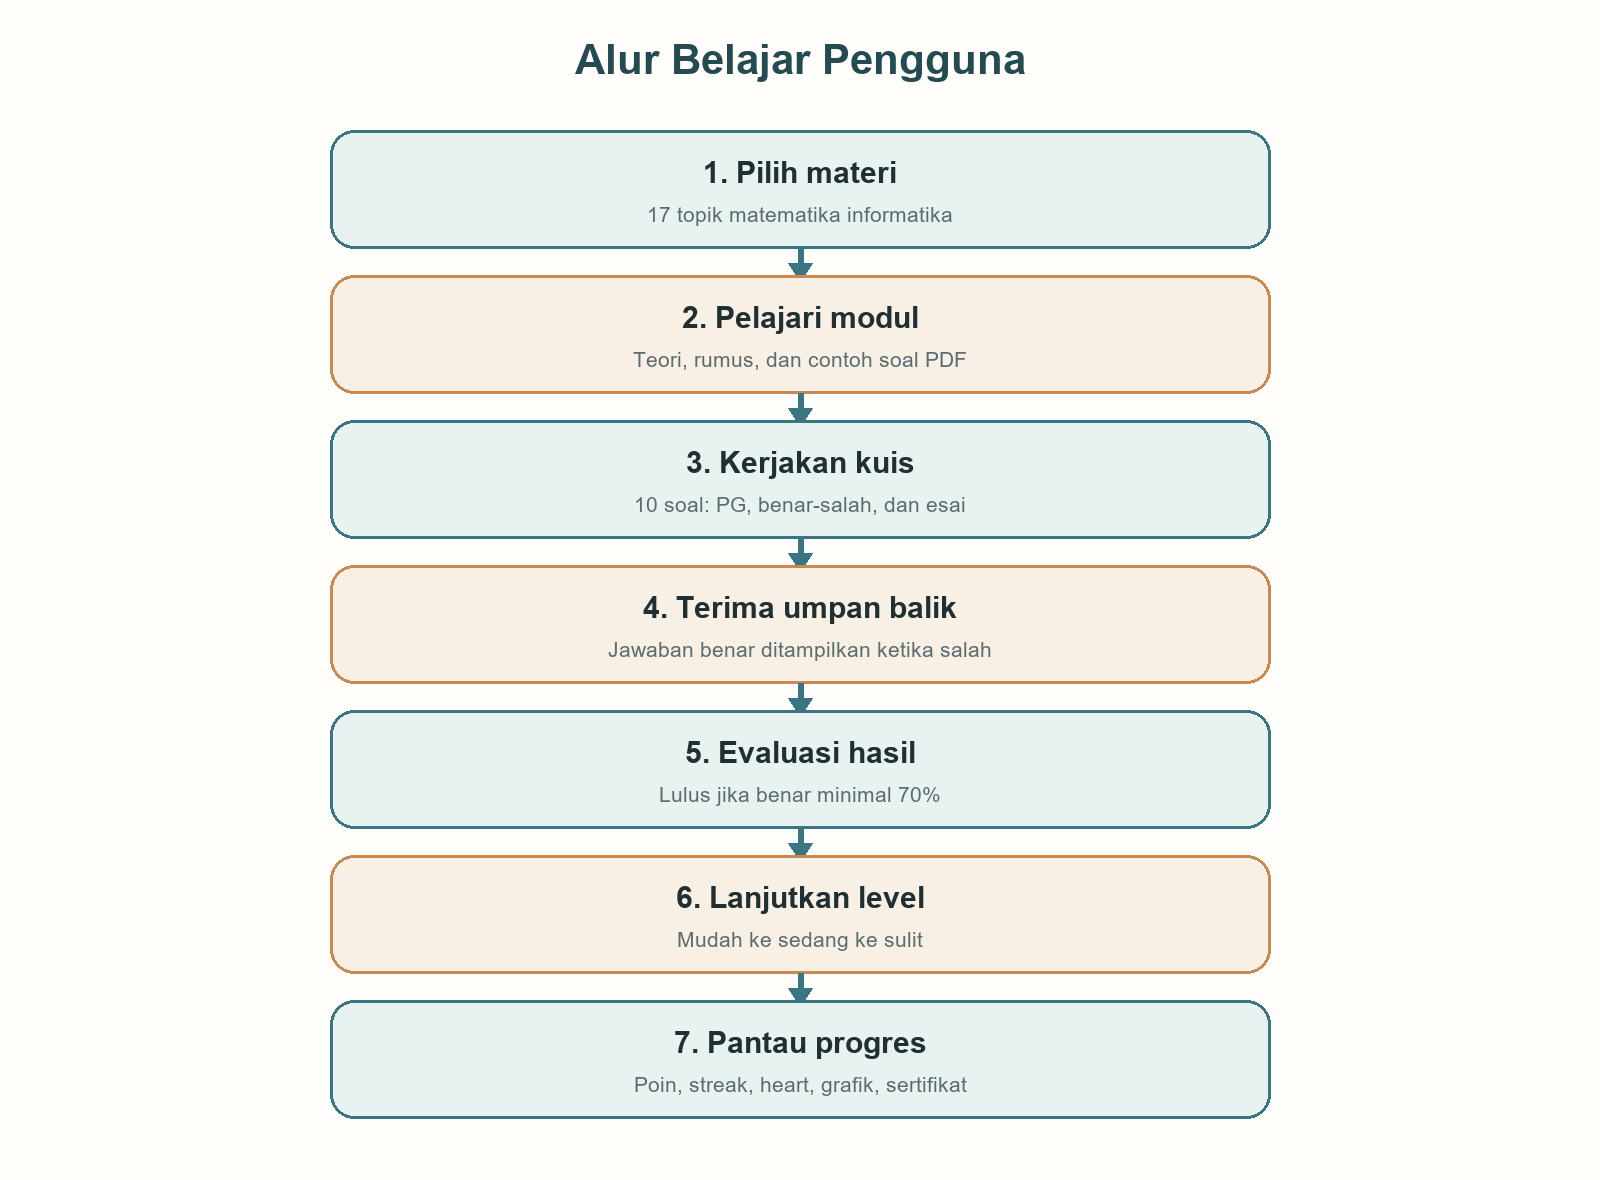 Alur Belajar Pengguna
1. Pilih materi
17 topik matematika informatika
2. Pelajari modul
Teori, rumus, dan contoh soal PDF
3. Kerjakan kuis
10 soal: PG, benar-salah, dan esai
4. Terima umpan balik
Jawaban benar ditampilkan ketika salah
5. Evaluasi hasil
Lulus jika benar minimal 70%
6. Lanjutkan level
Mudah ke sedang ke sulit
7. Pantau progres
Poin, streak, heart, grafik, sertifikat